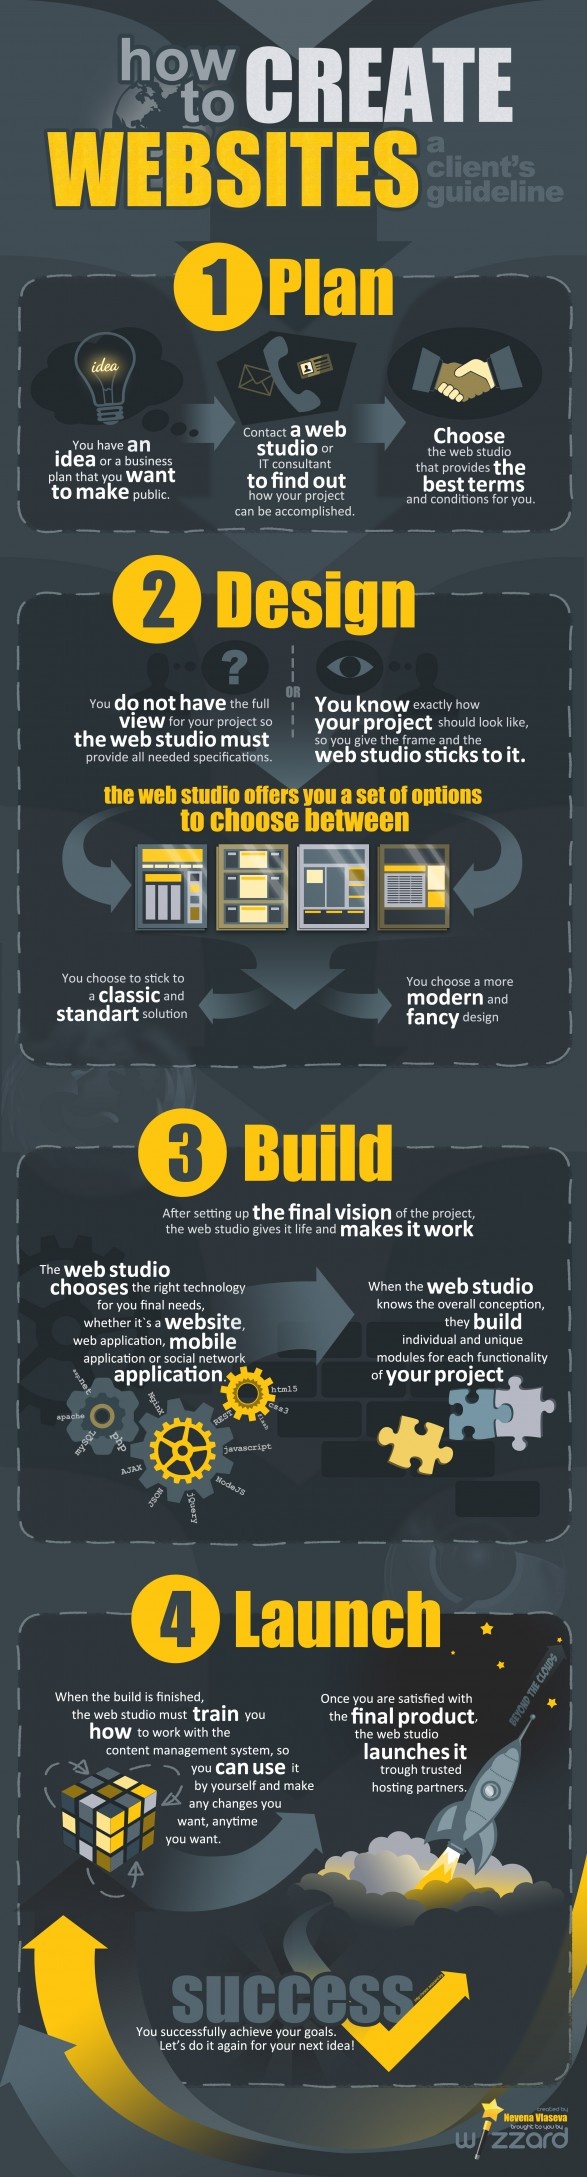 how
to CREATE
WEBSITES
a
client's
guideline
1 Plan
idea
You have an
idea or a business
plan that you want
to make public.
Contact a web
studio or
IT consultant
to find out
how your project
can be accomplished.
Choose
the web studio
that provides the
best terms
and conditions for you.
2 Design
?
You do not have the full
view for your project so
the web studio must
provide all needed specifications.
OR
You know exactly how
your project should look like,
so you give the frame and the
web studio sticks to it.
the web studio offers you a set of options
to choose between
You choose to stick to
a classic and
standart solution
You choose a more
modern and
fancy design
3 Build
After setting up the final vision of the project,
the web studio gives it life and makes it work
The web studio
chooses the right technology
for you final needs,
whether it`s a website,
web application, mobile
application or social network
application.
asp.net
apache
mySQL
php
NginX
AJAX
JSON
jQuery
NodeJS
javascript
REST
flash
css3
html5
When the web studio
knows the overall conception,
they build
individual and unique
modules for each functionality
of your project
4 Launch
When the build is finished,
the web studio must train you
how to work with the
content management system, so
you can use it
by yourself and make
any changes you
want, anytime
you want.
Once you are satisfied with
the final product,
the web studio
launches it
trough trusted
hosting partners.
BEYOND THE CLOUDS
success
You successfully achieve your goals.
Let's do it again for your next idea!
created by
Nevena Vlaseva
brought to you by
wizzard